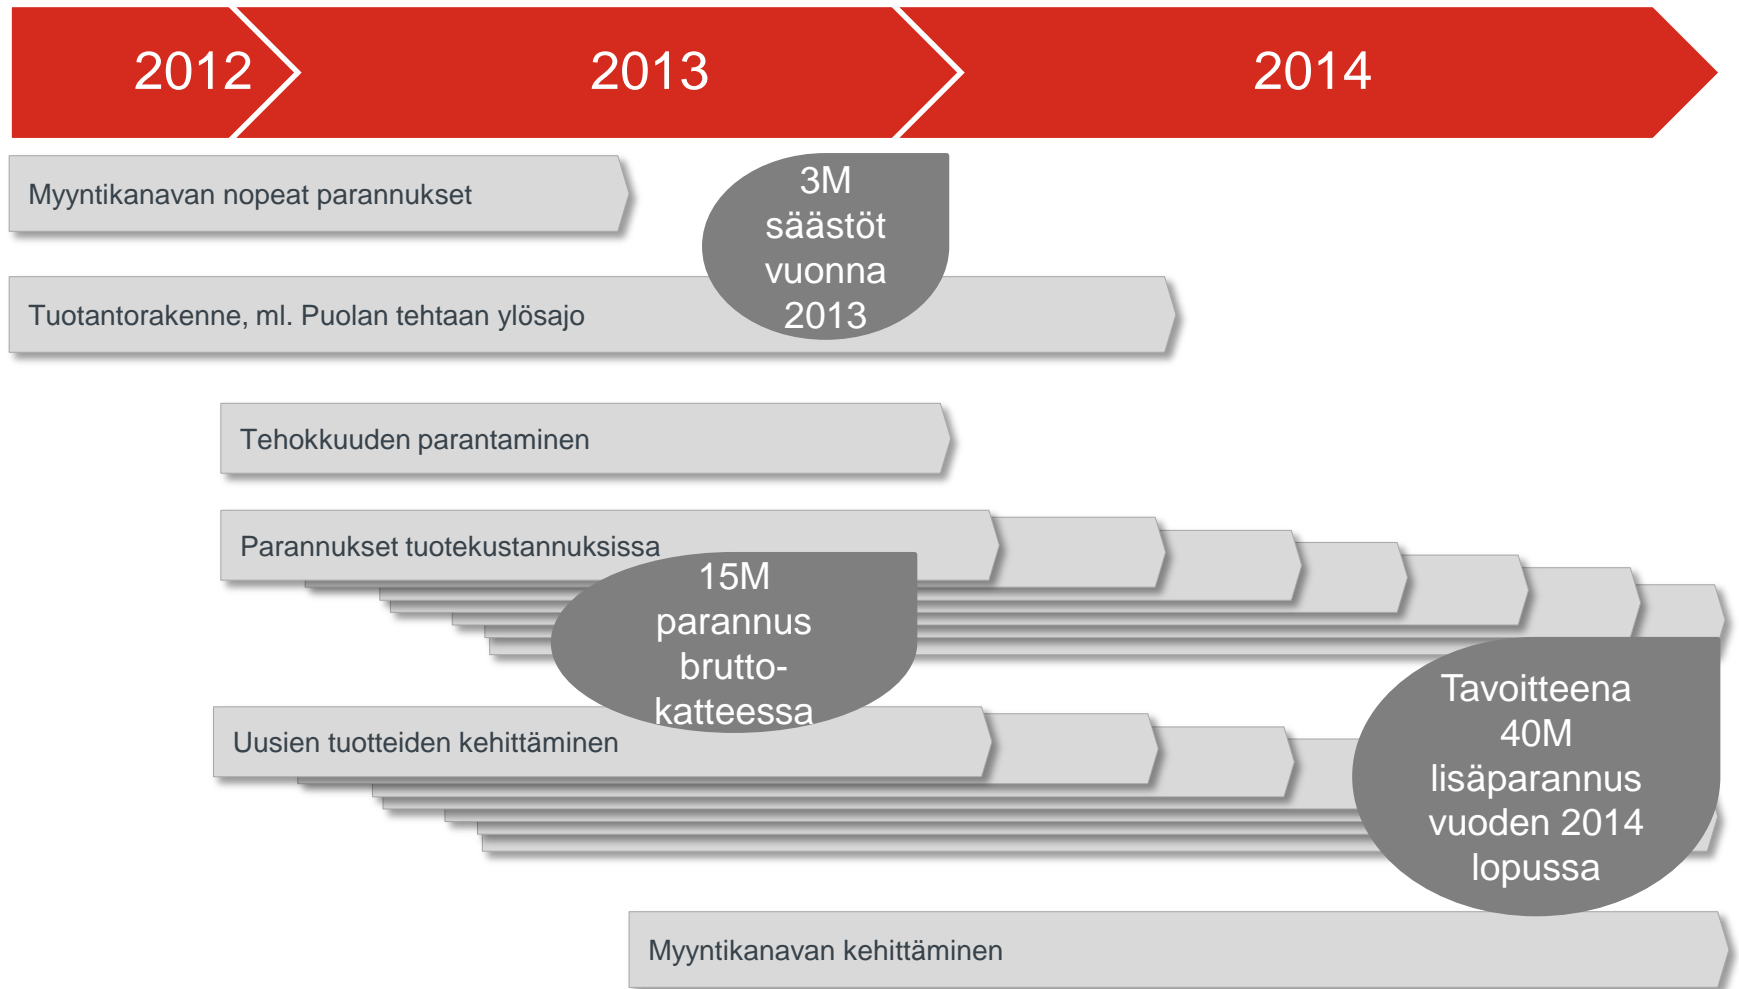 2012
2013
2014
Myyntikanavan nopeat parannukset
3M
säästöt
vuonna
2013
Tuotantorakenne, ml. Puolan tehtaan ylösajo
Tehokkuuden parantaminen
Parannukset tuotekustannuksissa
15M
parannus
brutto-
katteessa
Uusien tuotteiden kehittäminen
Tavoitteena
40M
lisäparannus
vuoden 2014
lopussa
Myyntikanavan kehittäminen